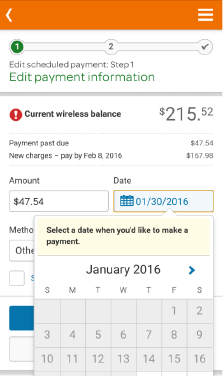 1 2
Edit scheduled payment: Step 1
Edit payment information
Current wireless balance $215.52
Payment past due $47.54
New charges – pay by Feb 8, 2016 $167.98
Amount Date
$47.54 01/30/2016
Metho
Select a date when you'd like to make a
payment.
Othe
January 2016
S
S M T W T F S
1 2
3 4 5 6 7 8 9
10 11 12 13 14 15 16